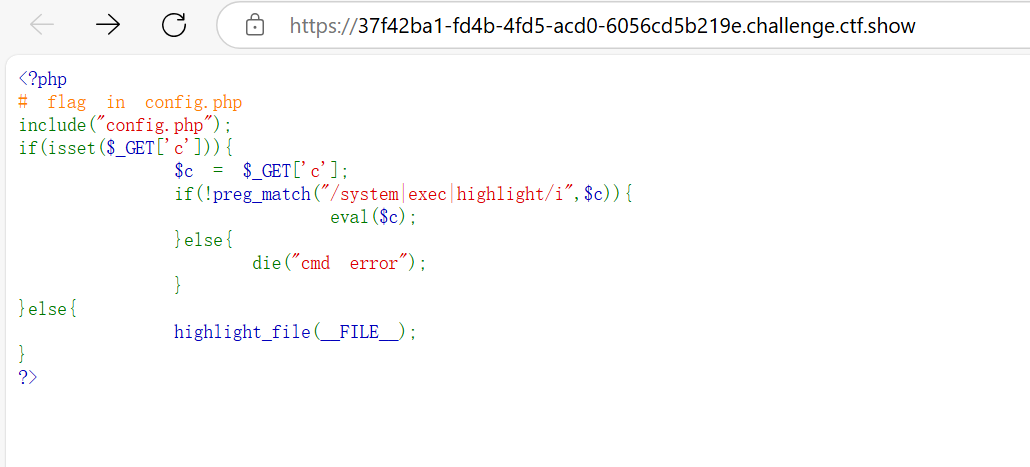 https://37f42ba1-fd4b-4fd5-acd0-6056cd5b219e.challenge.ctf.show
<?php
# flag in config.php
include("config.php");
if(isset($_GET['c'])){
$c = $_GET['c'];
if(!preg_match("/system|exec|highlight/i",$c)){
eval($c);
}else{
die("cmd error");
}
}else{
highlight_file(__FILE__);
}
?>